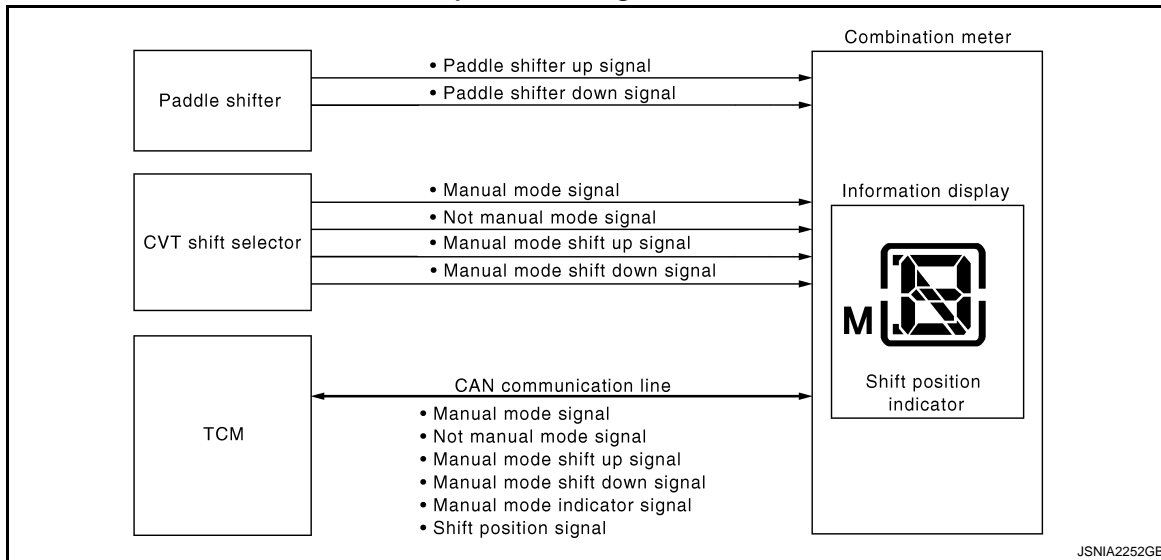 Combination meter
Paddle shifter
• Paddle shifter up signal
• Paddle shifter down signal
CVT shift selector
• Manual mode signal
• Not manual mode signal
• Manual mode shift up signal
• Manual mode shift down signal
Information display
M
Shift position
indicator
TCM
CAN communication line
• Manual mode signal
• Not manual mode signal
• Manual mode shift up signal
• Manual mode shift down signal
• Manual mode indicator signal
• Shift position signal